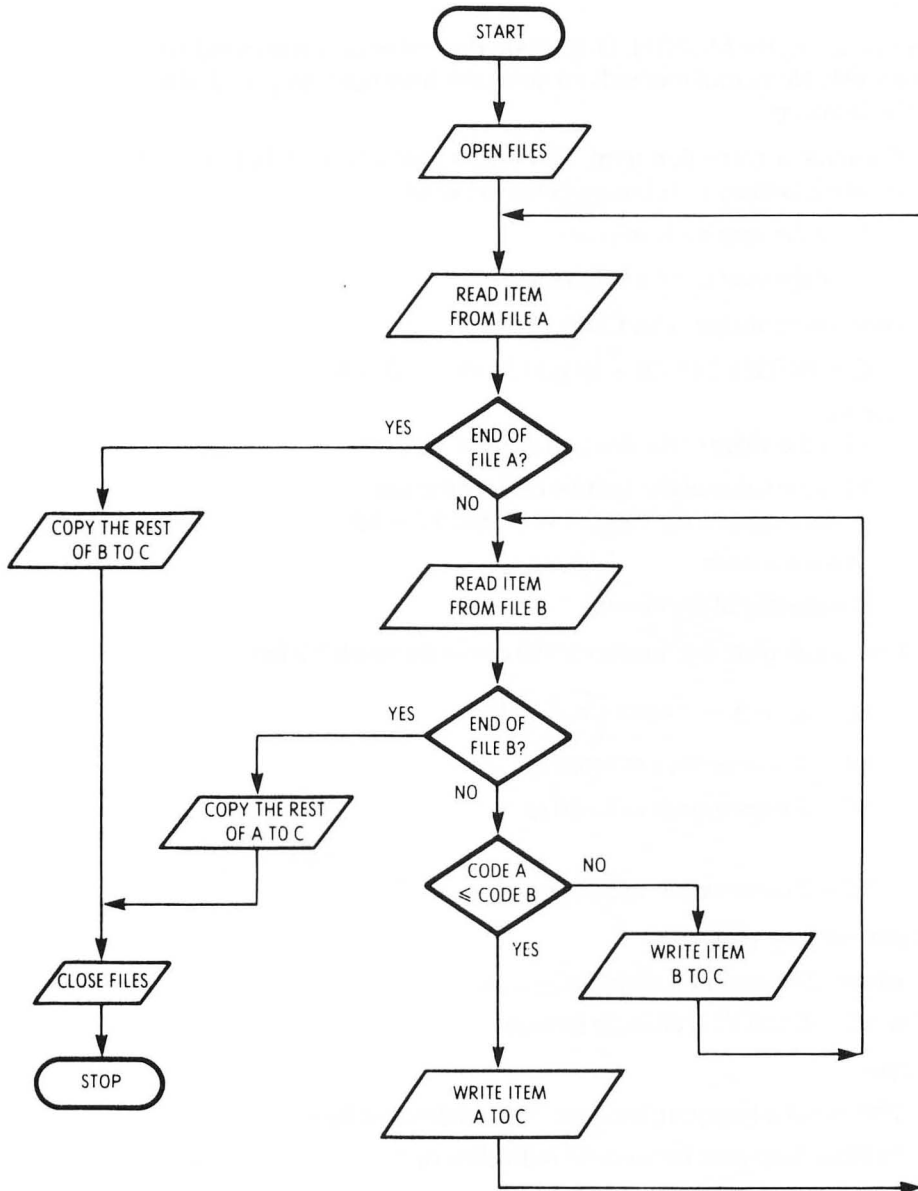 START
OPEN FILES
READ ITEM
FROM FILE A
YES
END OF
FILE A?
NO
COPY THE REST
OF B TO C
READ ITEM
FROM FILE B
YES
END OF
FILE B?
NO
COPY THE REST
OF A TO C
CODE A
≤ CODE B
NO
YES
WRITE ITEM
B TO C
CLOSE FILES
STOP
WRITE ITEM
A TO C